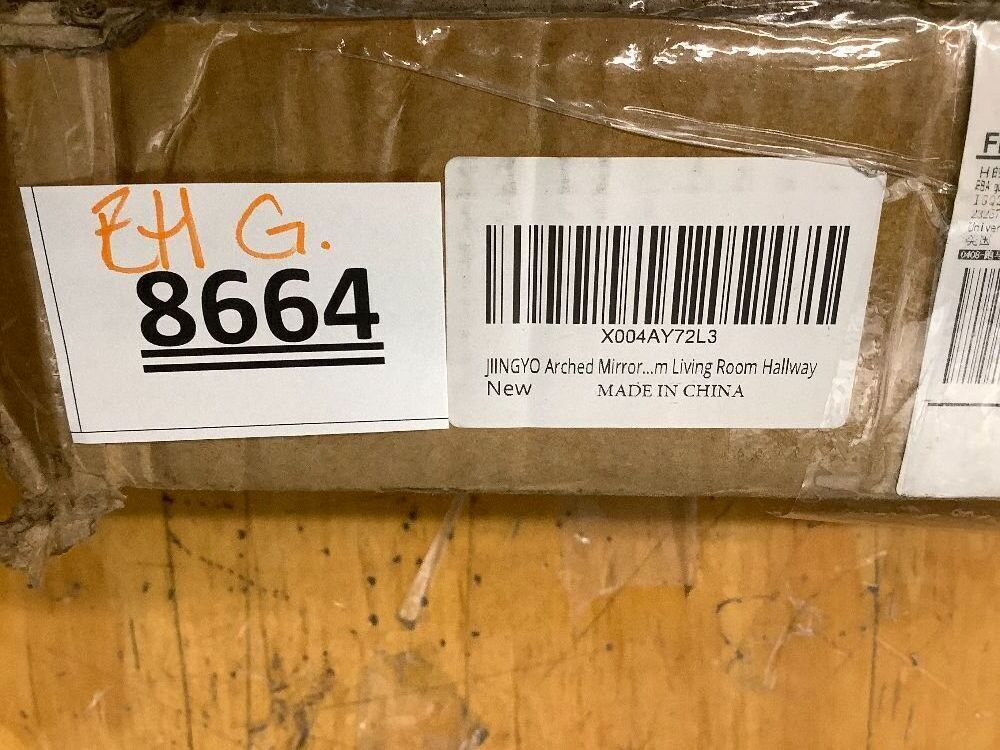 EH G.
8664
X004AY72L3
JIINGYO Arched Mirror...m Living Room Hallway
New MADE IN CHINA